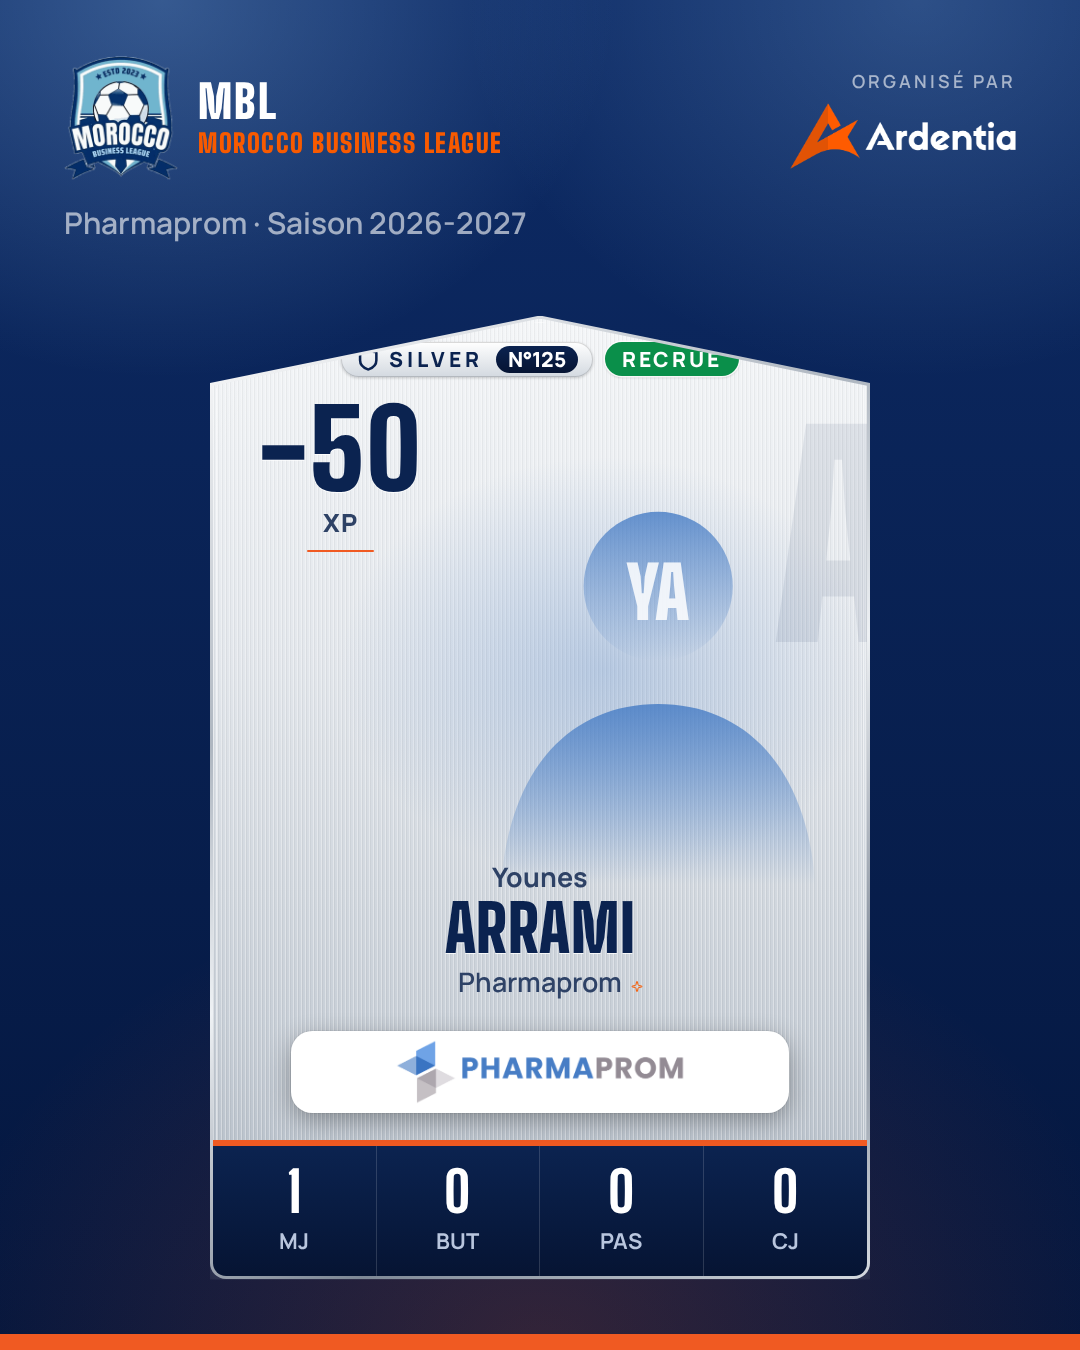 ESTD 2023
MOROCCO
BUSINESS LEAGUE
MBL
MOROCCO BUSINESS LEAGUE
ORGANISÉ PAR
Ardentia
Pharmaprom · Saison 2026-2027
SILVER N°125 RECRUE
-50
XP
A
YA
Younes
ARRAMI
Pharmaprom
PHARMAPROM
1 0 0 0
MJ BUT PAS CJ